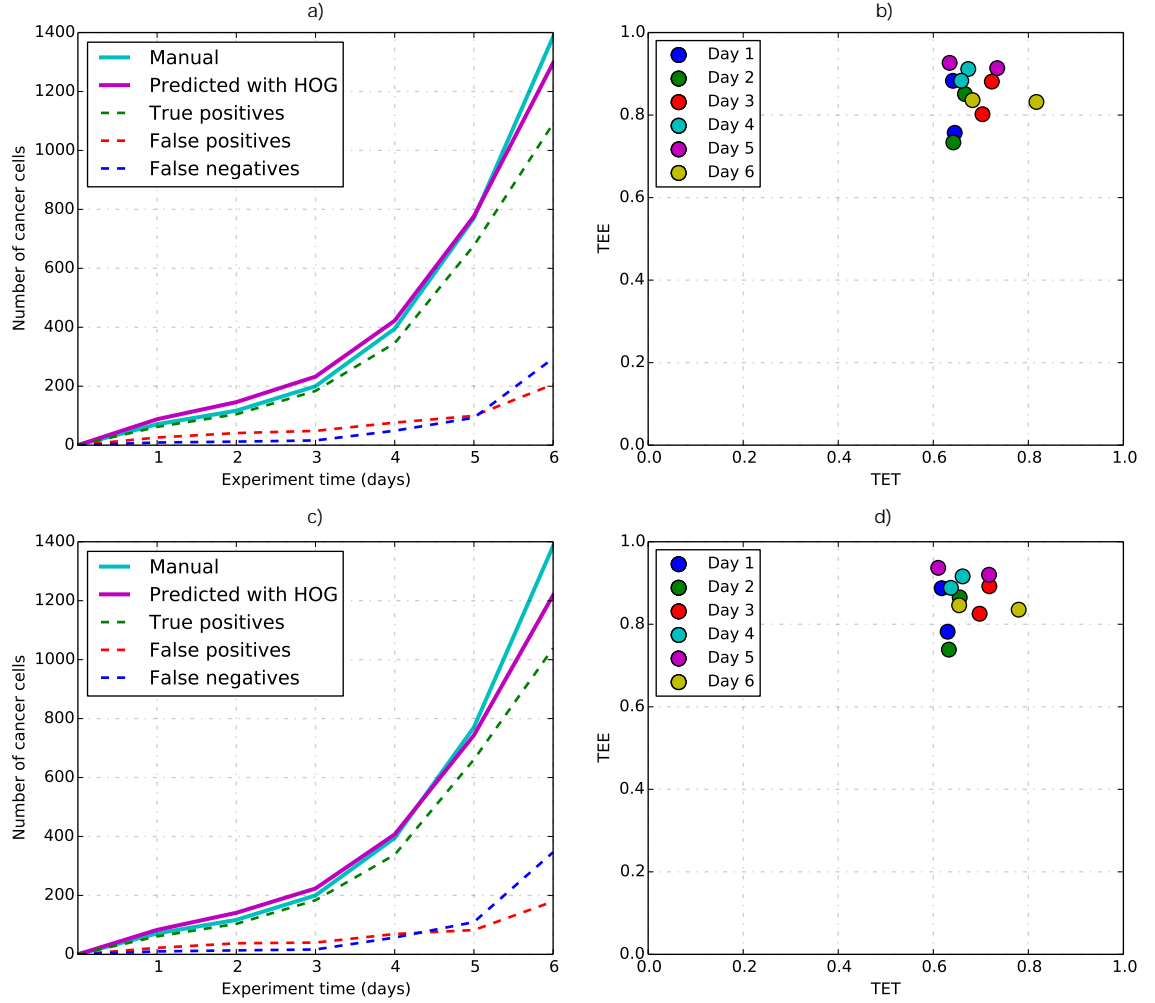 a)
1400
1200
1000
800
600
400
200
0
1 2 3 4 5 6
Number of cancer cells
Experiment time (days)
Manual
Predicted with HOG
True positives
False positives
False negatives
b)
1.0
0.8
0.6
0.4
0.2
0.0
0.0 0.2 0.4 0.6 0.8 1.0
TEE
TET
Day 1
Day 2
Day 3
Day 4
Day 5
Day 6
c)
1400
1200
1000
800
600
400
200
0
1 2 3 4 5 6
Number of cancer cells
Experiment time (days)
Manual
Predicted with HOG
True positives
False positives
False negatives
d)
1.0
0.8
0.6
0.4
0.2
0.0
0.0 0.2 0.4 0.6 0.8 1.0
TEE
TET
Day 1
Day 2
Day 3
Day 4
Day 5
Day 6